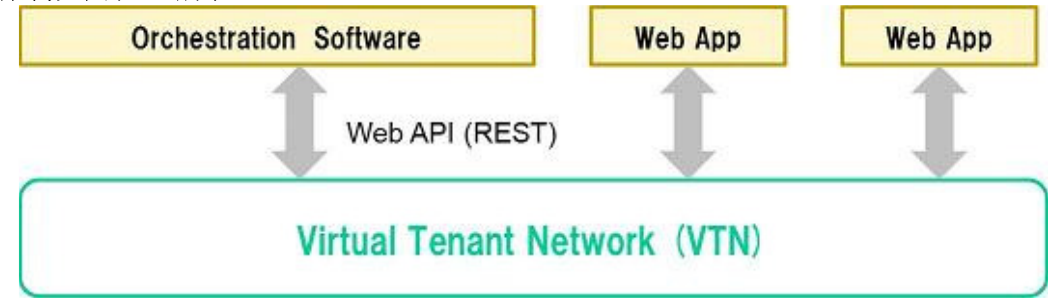 Orchestration Software
Web App
Web App
Web API (REST)
Virtual Tenant Network (VTN)